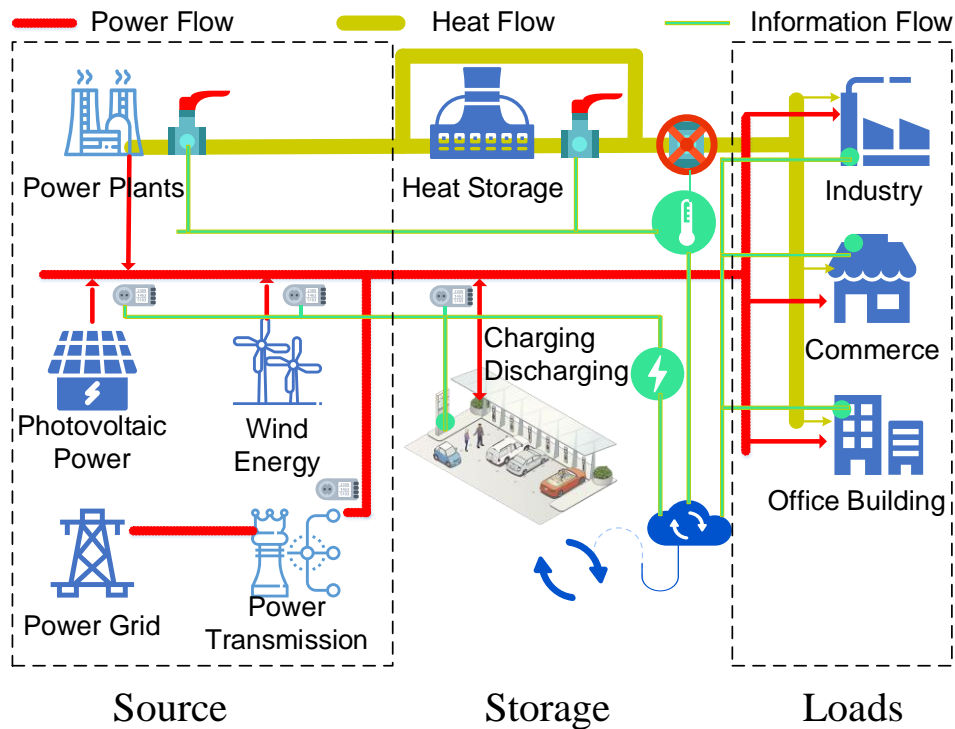 Power Flow
Heat Flow
Information Flow
Power Plants
Heat Storage
Industry
Charging
Discharging
Commerce
Photovoltaic
Power
Wind
Energy
Office Building
Power Grid
Power
Transmission
Source
Storage
Loads